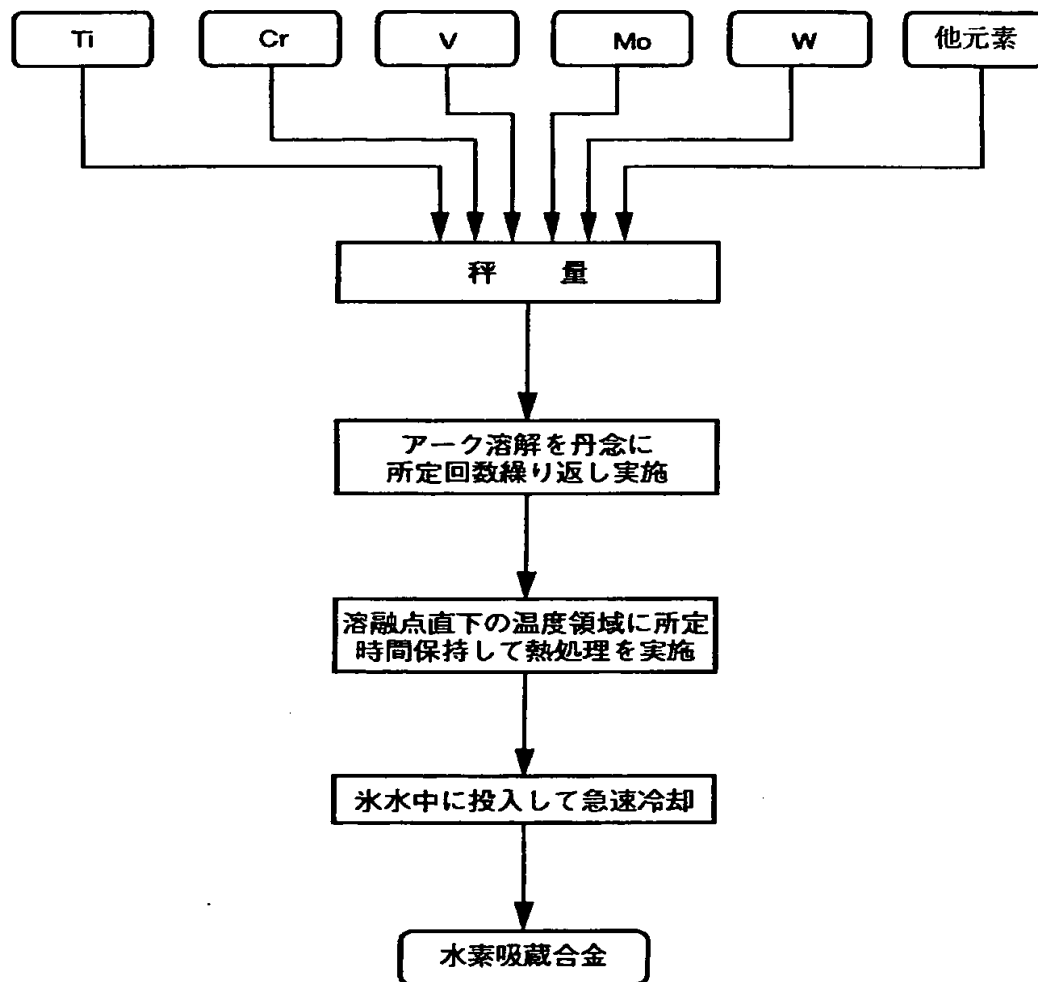 Ti
Cr
V
Mo
W
他元素
秤 量
アーク溶解を丹念に
所定回数繰り返し実施
溶融点直下の温度領域に所定
時間保持して熱処理を実施
氷水中に投入して急速冷却
水素吸蔵合金